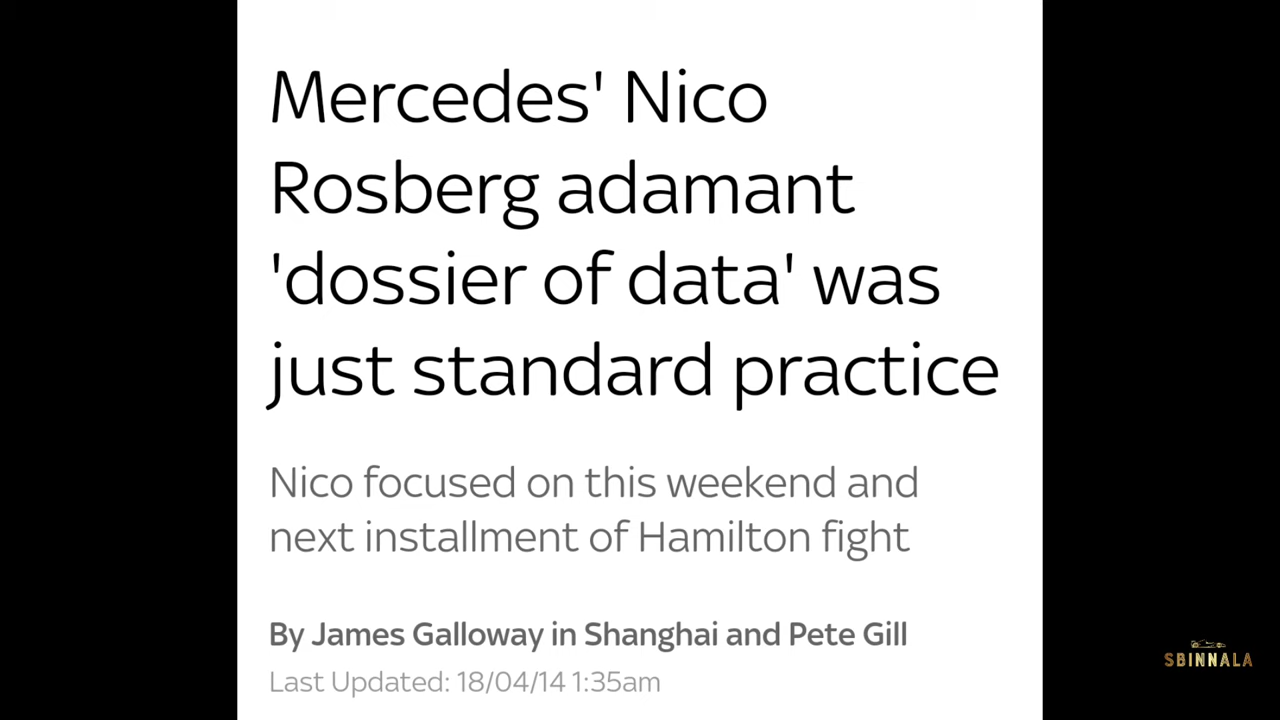 Mercedes' Nico
Rosberg adamant
'dossier of data' was
just standard practice
Nico focused on this weekend and
next installment of Hamilton fight
By James Galloway in Shanghai and Pete Gill
Last Updated: 18/04/14 1:35am
SBINNALA